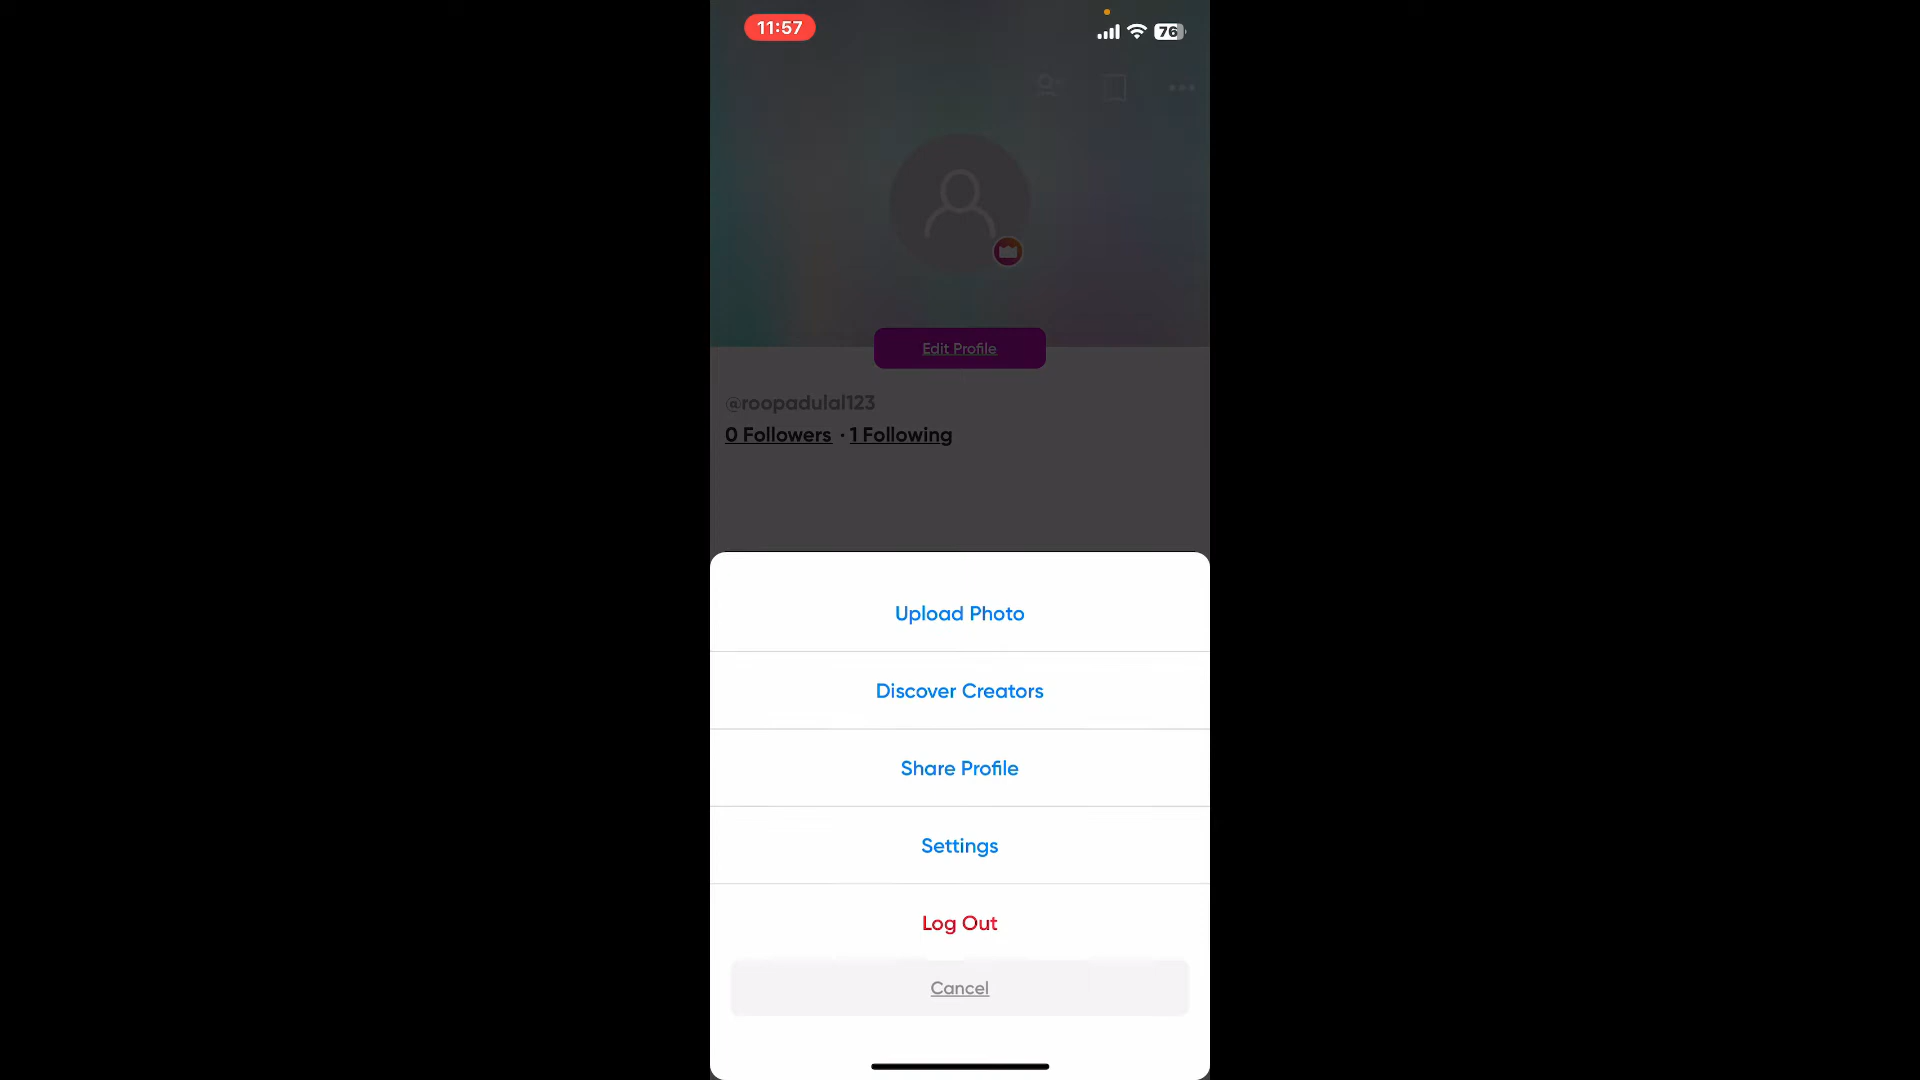 11:57
76
Edit Profile
@roopadulal123
0 Followers · 1 Following
Upload Photo
Discover Creators
Share Profile
Settings
Log Out
Cancel